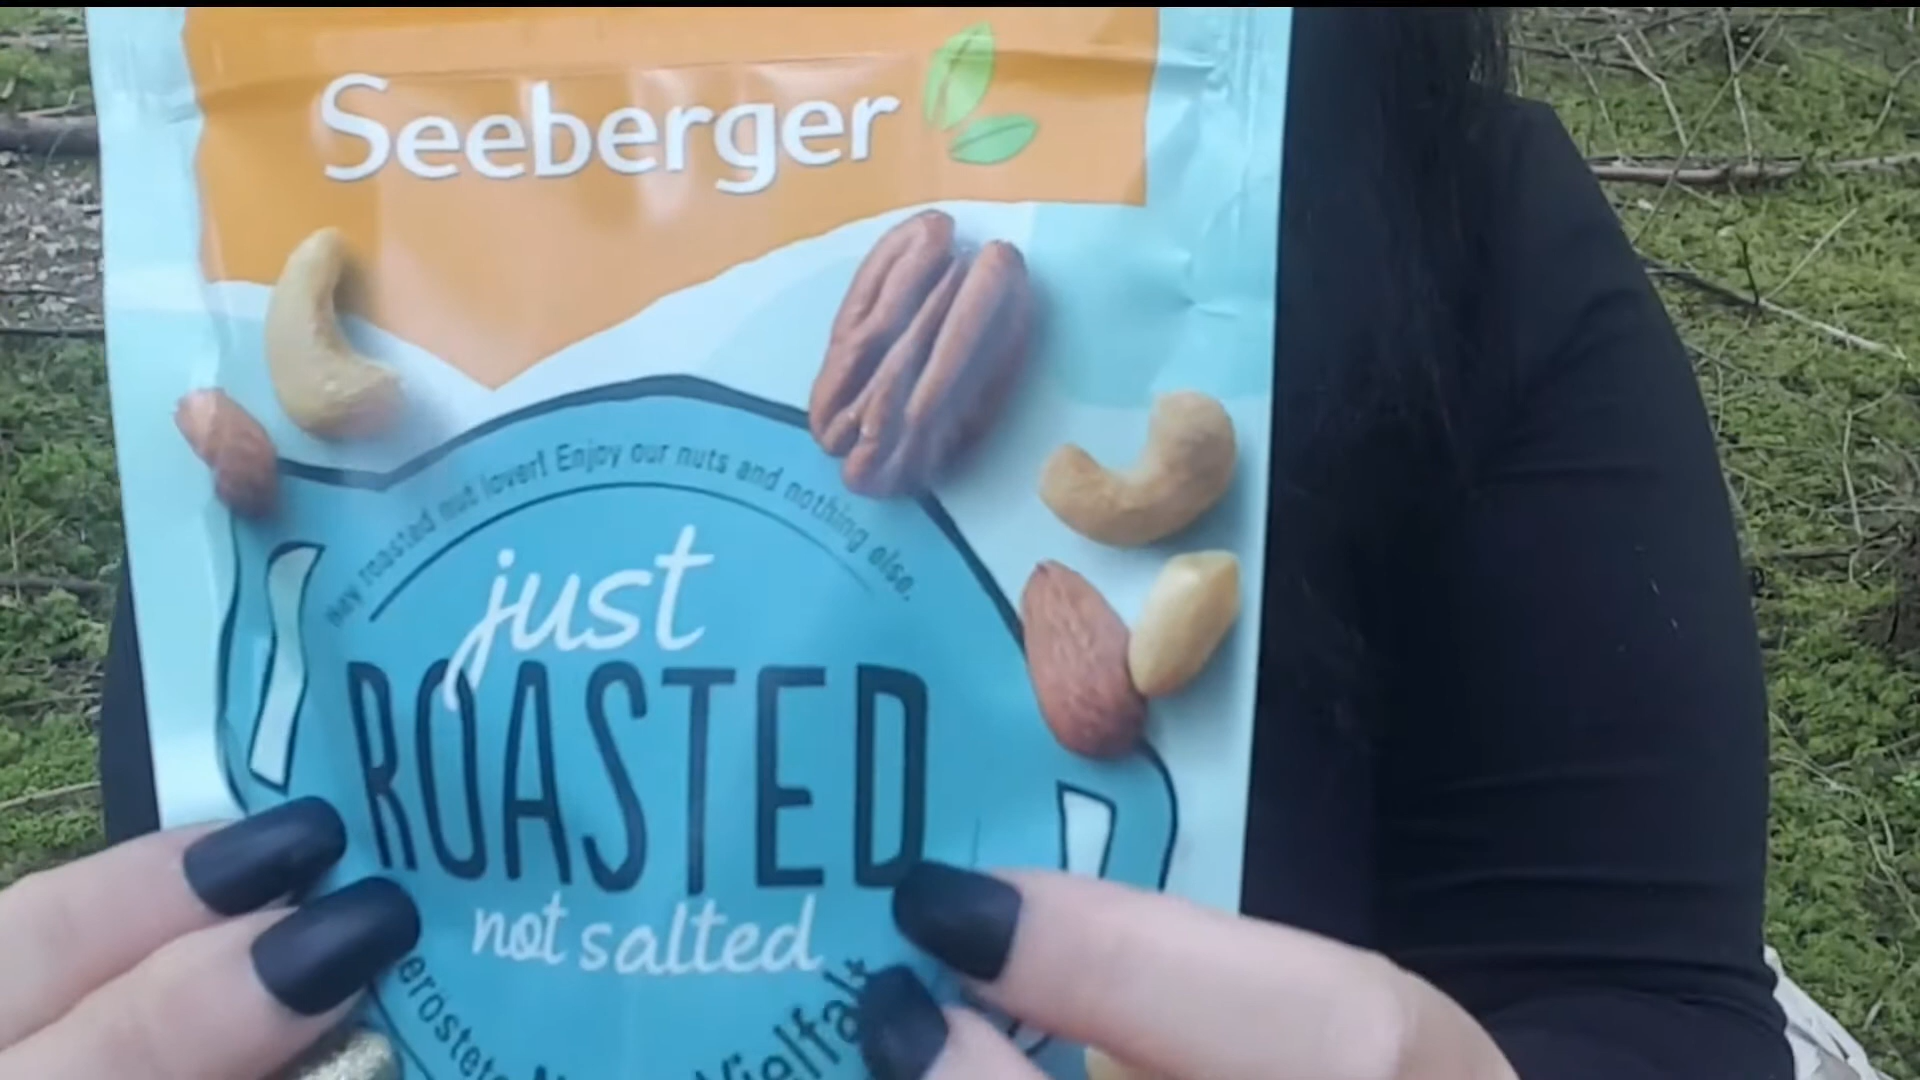 Seeberger
Hey roasted nut lover! Enjoy our nuts and nothing else.
just
ROASTED
not salted